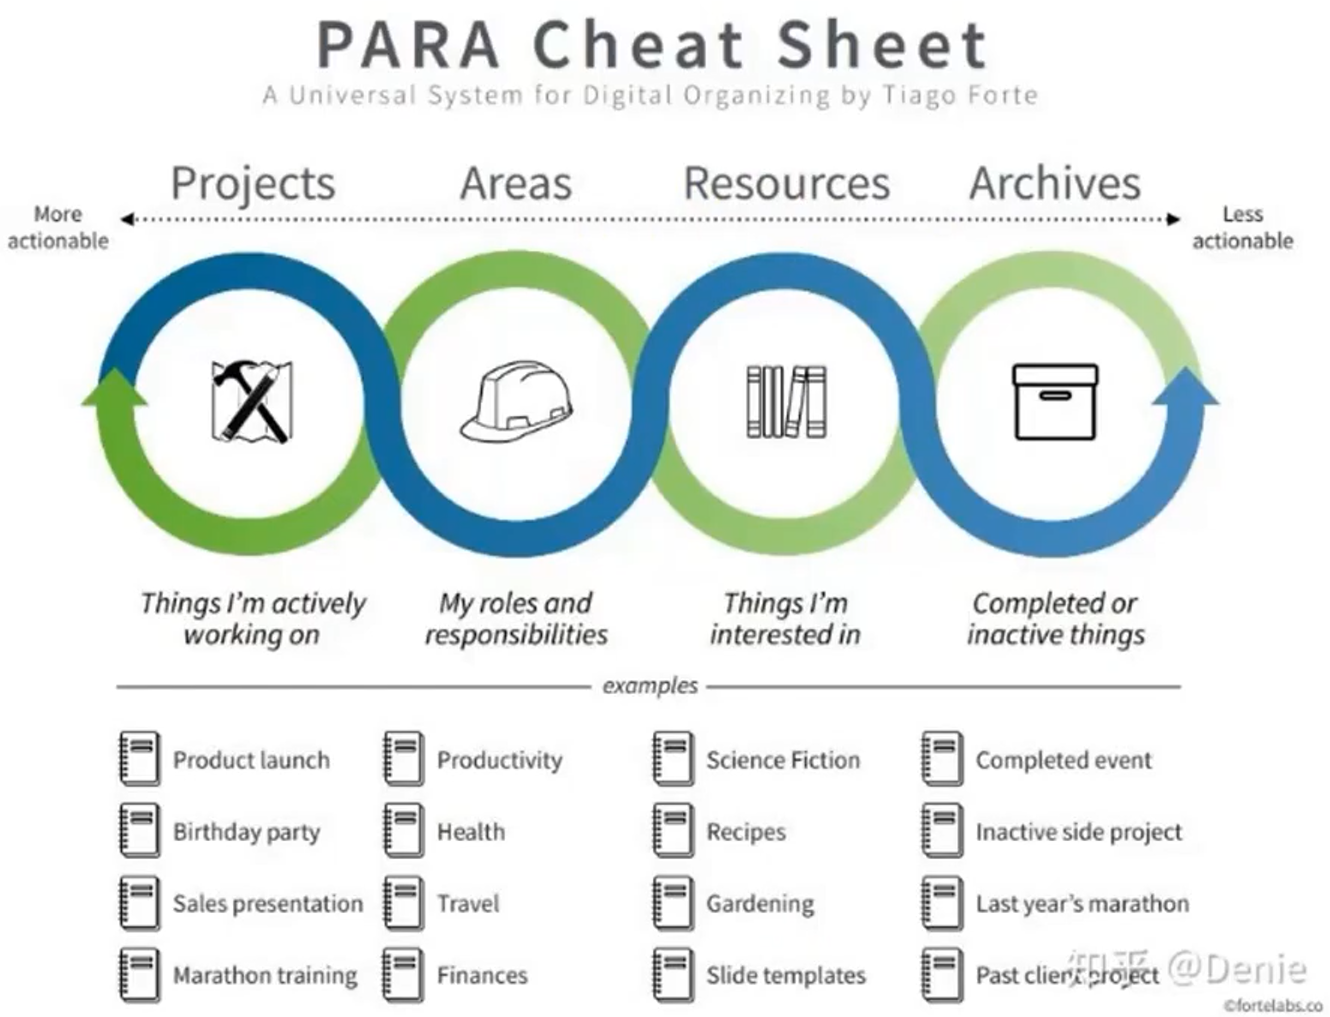 PARA Cheat Sheet
A Universal System for Digital Organizing by Tiago Forte
Projects
Areas
Resources
Archives
More
actionable
Less
actionable
Things I'm actively
working on
My roles and
responsibilities
Things I'm
interested in
Completed or
inactive things
examples
Product launch
Productivity
Science Fiction
Completed event
Birthday party
Health
Recipes
Inactive side project
Sales presentation
Travel
Gardening
Last year's marathon
Marathon training
Finances
Slide templates
Past client project
知乎 @Denie
©fortelabs.co